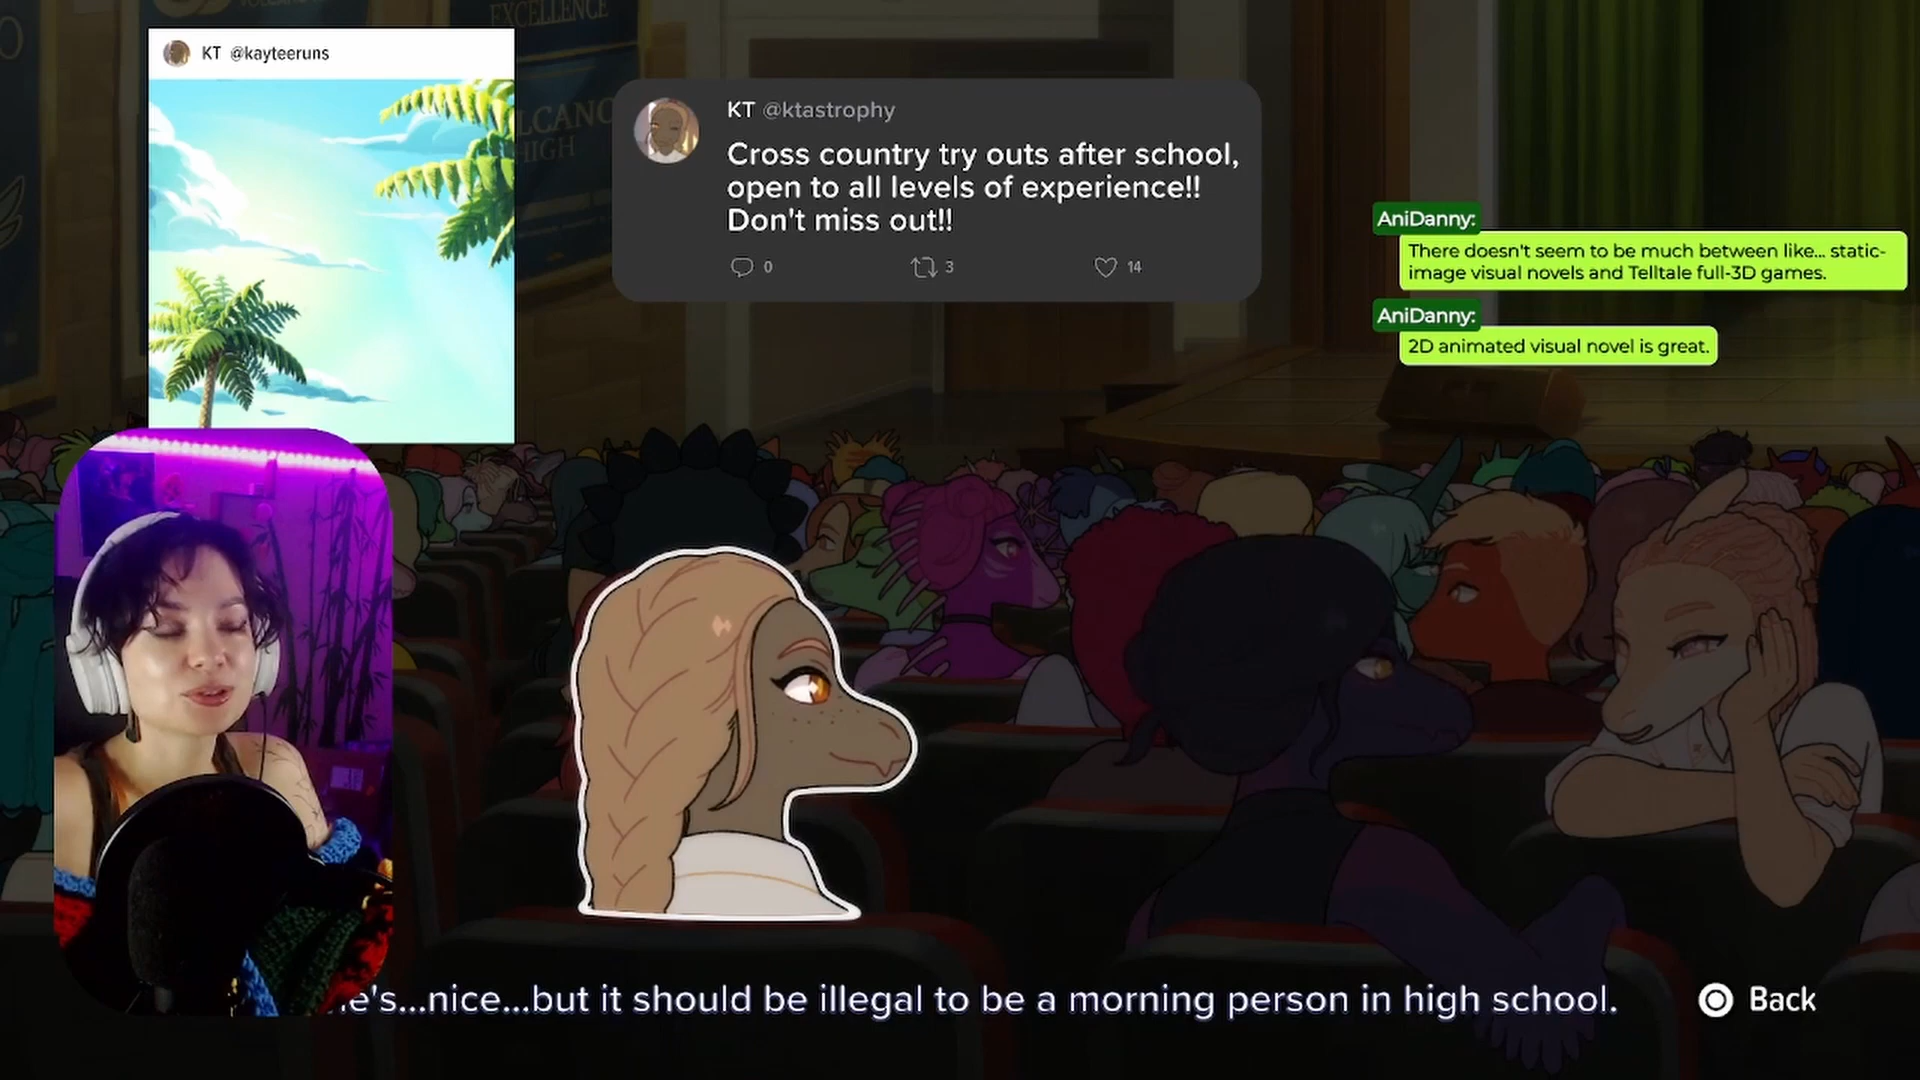 EXCELLENCE
KT @kayteeruns
LCANO
HIGH
KT @ktastrophy
Cross country try outs after school,
open to all levels of experience!!
Don't miss out!!
0 3 14
AniDanny:
There doesn't seem to be much between like... static-
image visual novels and Telltale full-3D games.
AniDanny:
2D animated visual novel is great.
e's...nice...but it should be illegal to be a morning person in high school.
Back